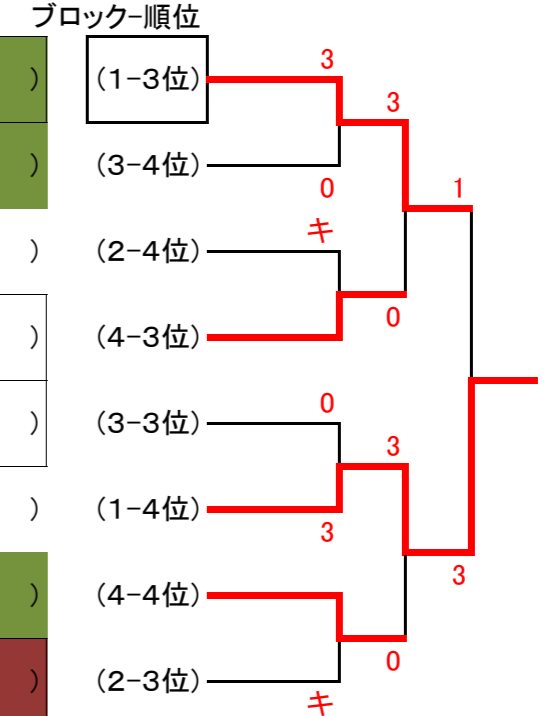 ブロック-順位
) (1-3位) 3
3
) (3-4位) 0
1
) (2-4位) キ
0
) (4-3位)
) (3-3位) 0
3
) (1-4位) 3
3
) (4-4位)
0
) (2-3位) キ